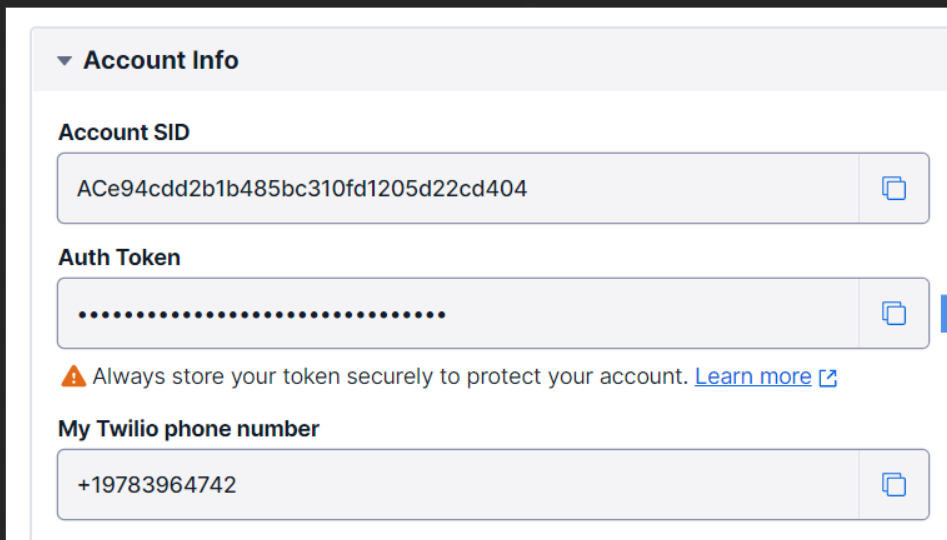 Account Info
Account SID
ACe94cdd2b1b485bc310fd1205d22cd404
Auth Token
••••••••••••••••••••••••••••••••
Always store your token securely to protect your account. Learn more
My Twilio phone number
+19783964742